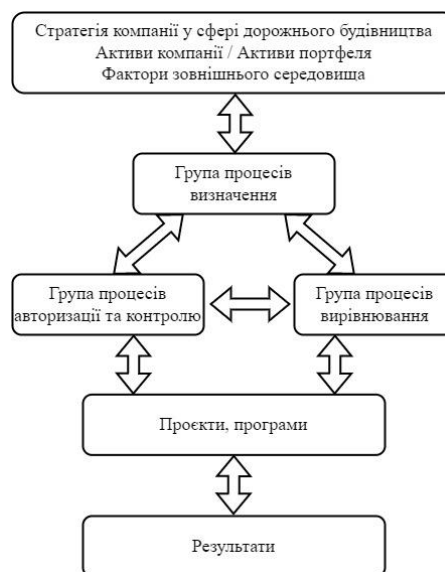 Стратегія компанії у сфері дорожнього будівництва
Активи компанії / Активи портфеля
Фактори зовнішнього середовища
Група процесів
визначення
Група процесів
авторизації та контролю
Група процесів
вирівнювання
Проєкти, програми
Результати